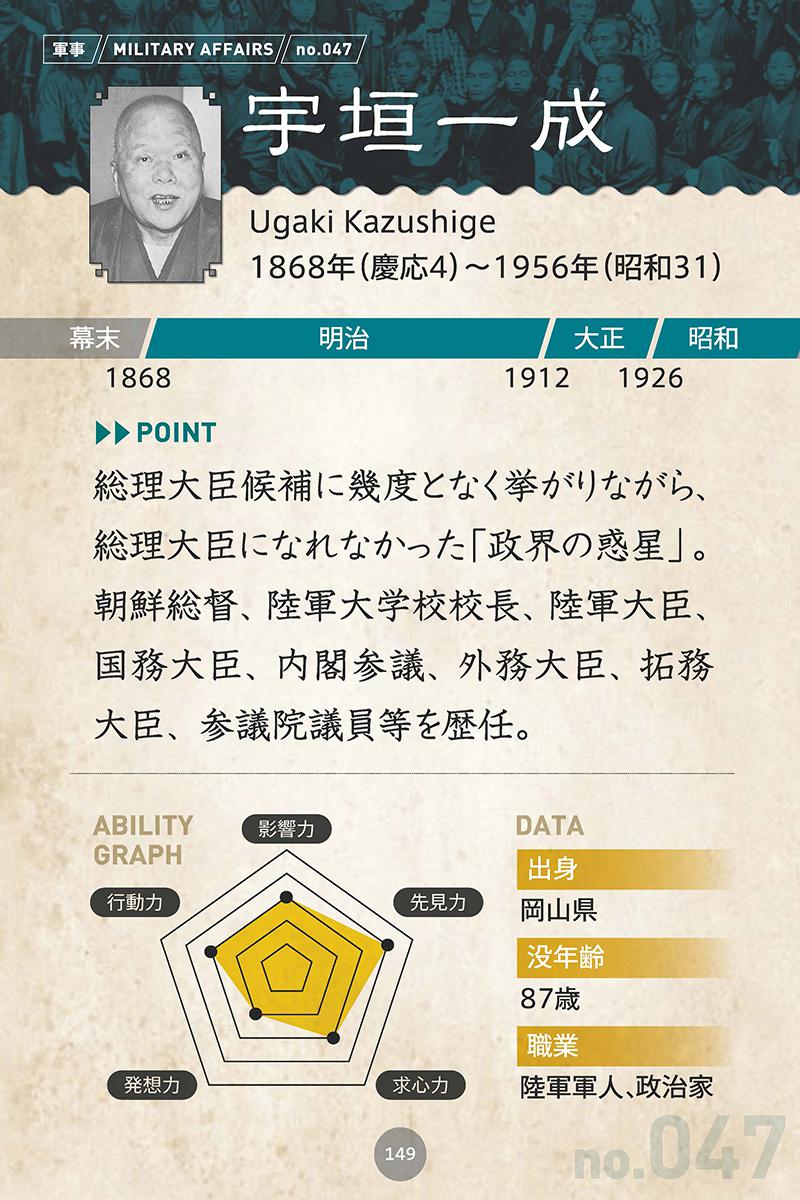 軍事 MILITARY AFFAIRS no.047
宇垣一成
Ugaki Kazushige
1868年(慶応4)〜1956年(昭和31)
幕末 明治 大正 昭和
1868 1912 1926
POINT
総理大臣候補に幾度となく挙がりながら、
総理大臣になれなかった「政界の惑星」。
朝鮮総督、陸軍大学校校長、陸軍大臣、
国務大臣、内閣参議、外務大臣、拓務
大臣、参議院議員等を歴任。
ABILITY
GRAPH
影響力
行動力
先見力
発想力
求心力
DATA
出身
岡山県
没年齢
87歳
職業
陸軍軍人、政治家
149
no.047